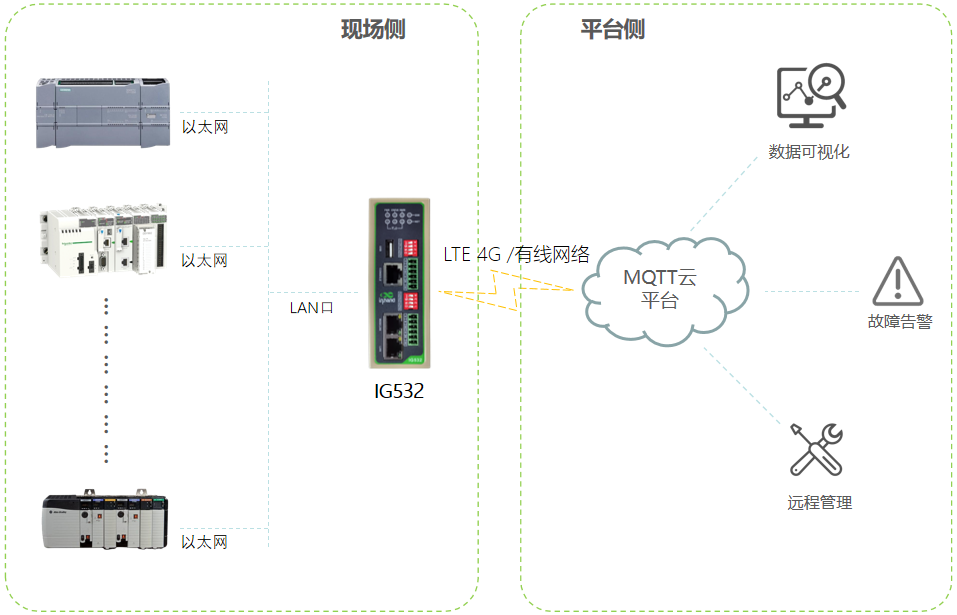 现场侧
平台侧
以太网
以太网
以太网
LAN口
IG532
LTE 4G /有线网络
MQTT云
平台
数据可视化
故障告警
远程管理